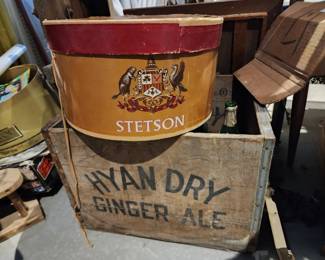 STETSON
HYAN DRY
GINGER ALE